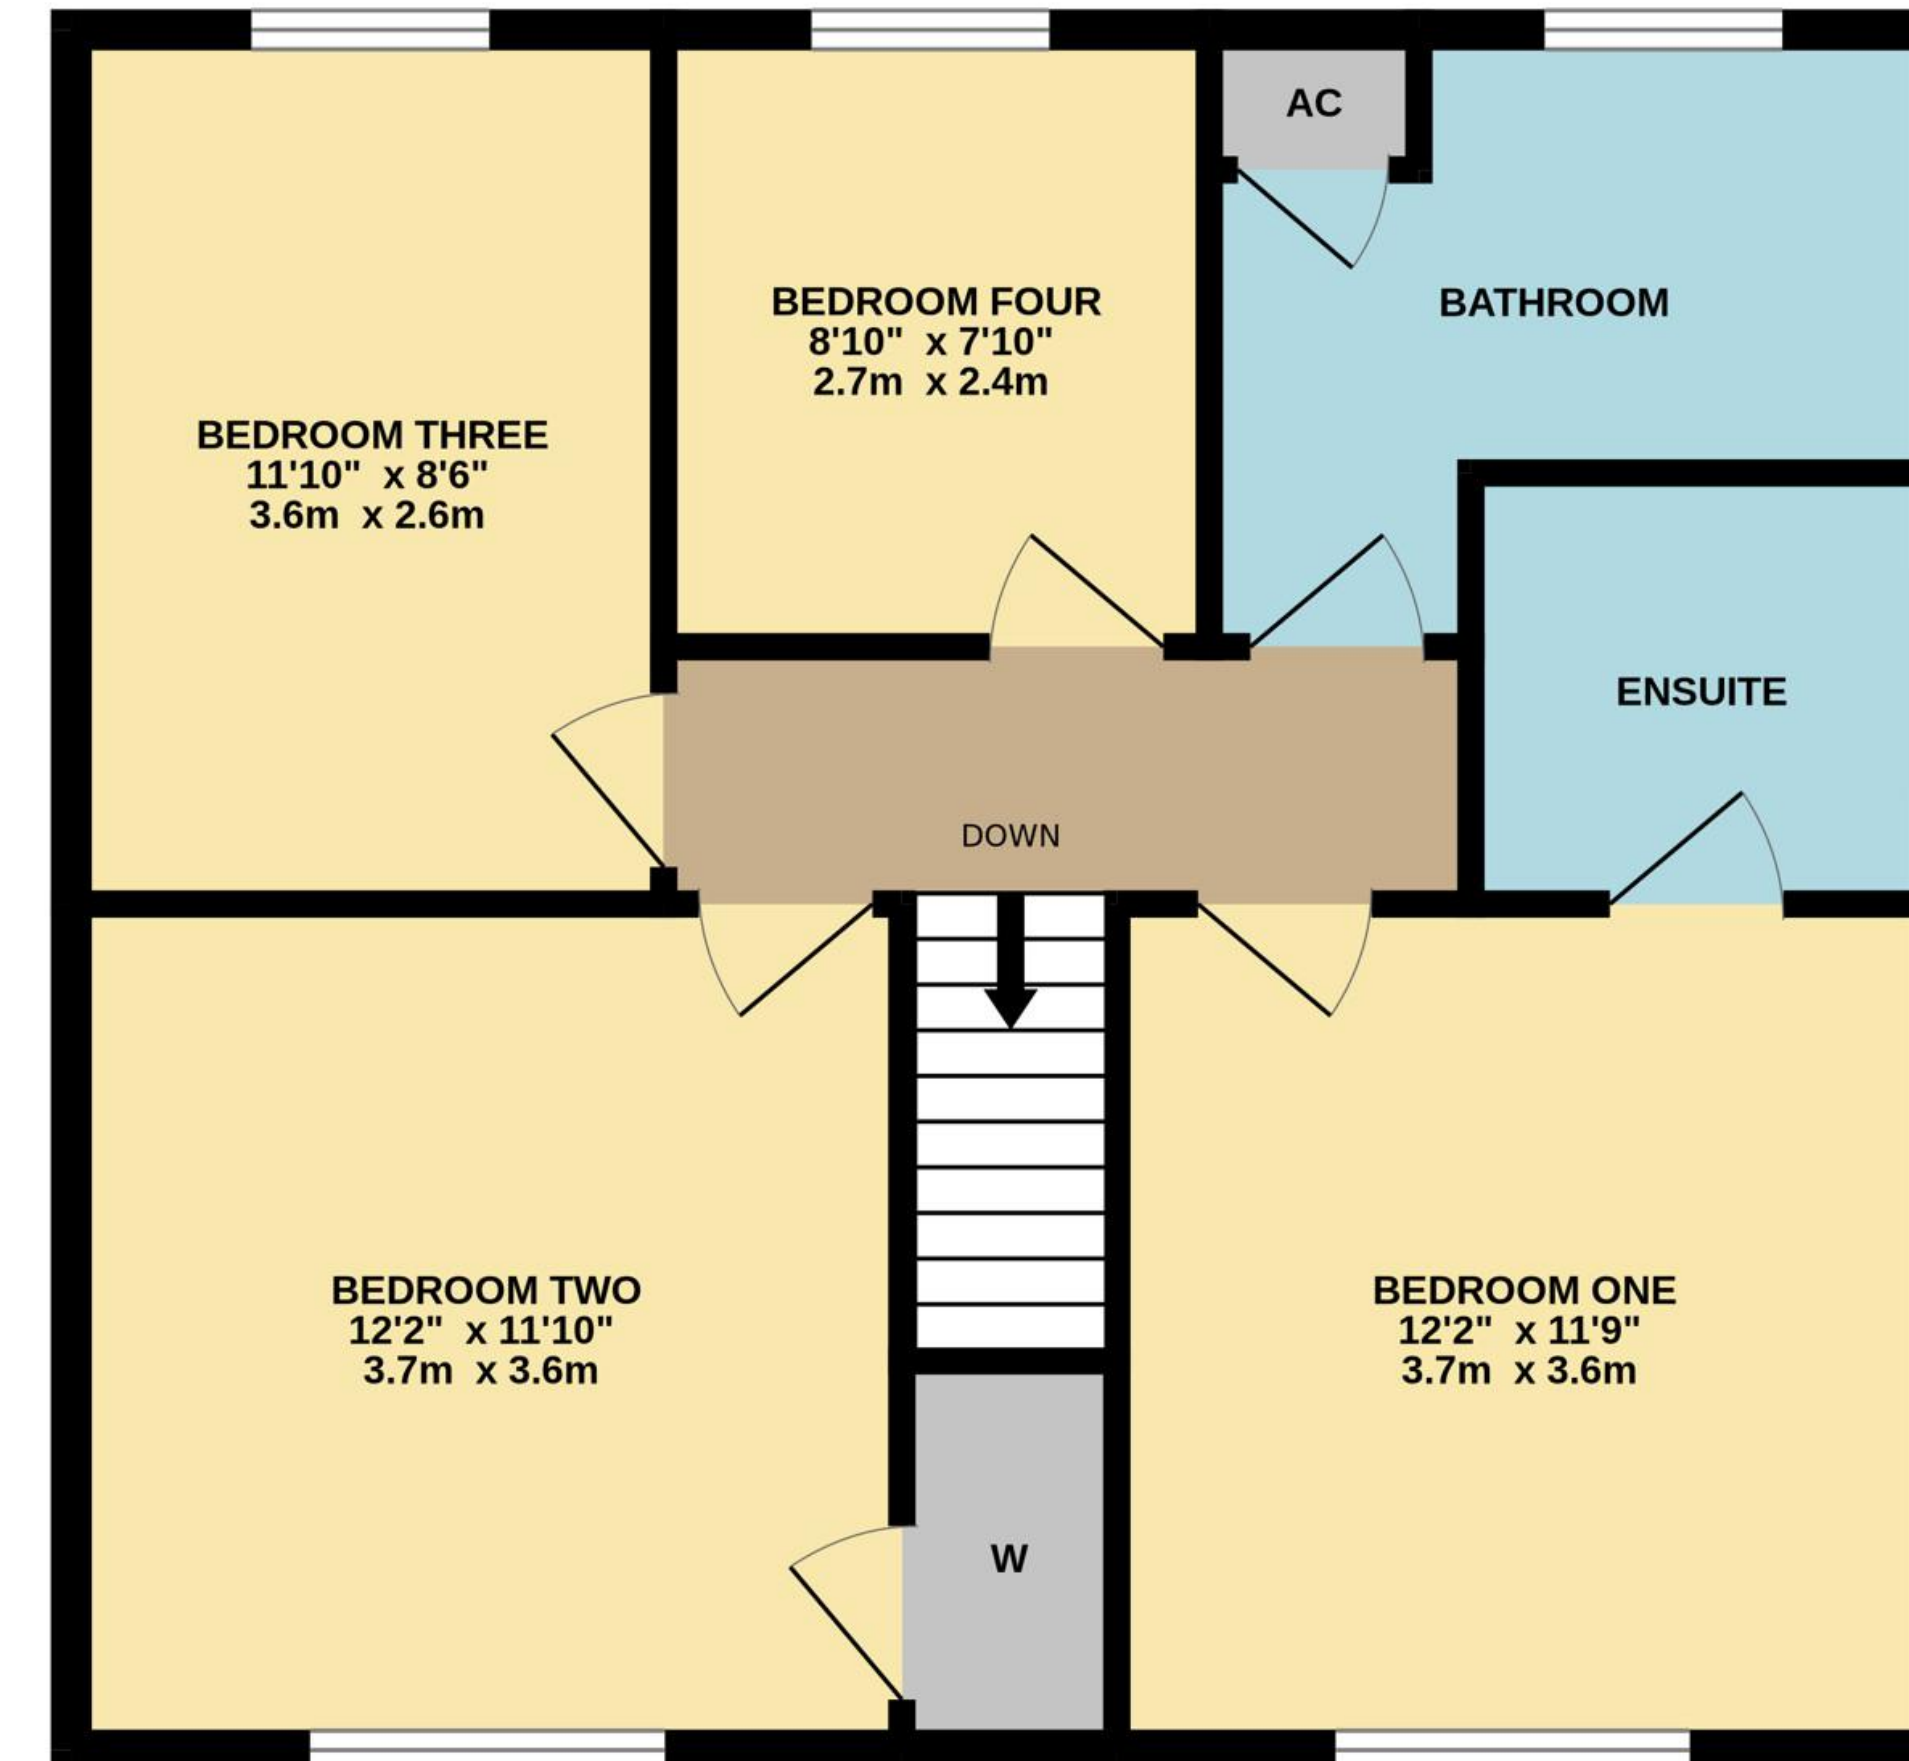 AC
BEDROOM FOUR
8'10" x 7'10"
2.7m x 2.4m
BATHROOM
BEDROOM THREE
11'10" x 8'6"
3.6m x 2.6m
ENSUITE
DOWN
BEDROOM TWO
12'2" x 11'10"
3.7m x 3.6m
BEDROOM ONE
12'2" x 11'9"
3.7m x 3.6m
W